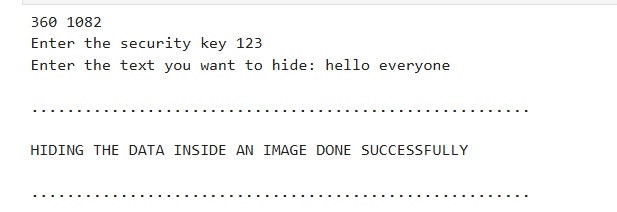 360 1082
Enter the security key 123
Enter the text you want to hide: hello everyone
........................................................
HIDING THE DATA INSIDE AN IMAGE DONE SUCCESSFULLY
........................................................